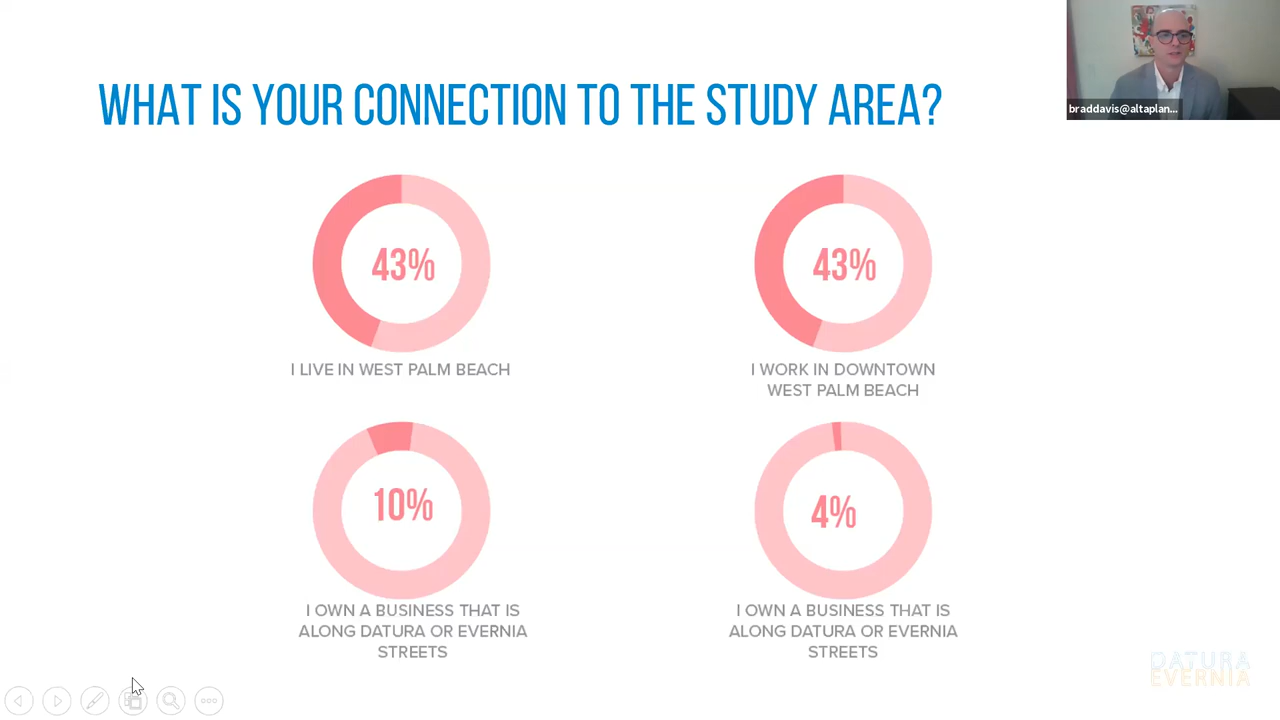 WHAT IS YOUR CONNECTION TO THE STUDY AREA?
braddavis@altaplan...
43%
I LIVE IN WEST PALM BEACH
43%
I WORK IN DOWNTOWN
WEST PALM BEACH
10%
I OWN A BUSINESS THAT IS
ALONG DATURA OR EVERNIA
STREETS
4%
I OWN A BUSINESS THAT IS
ALONG DATURA OR EVERNIA
STREETS
DATURA
EVERNIA